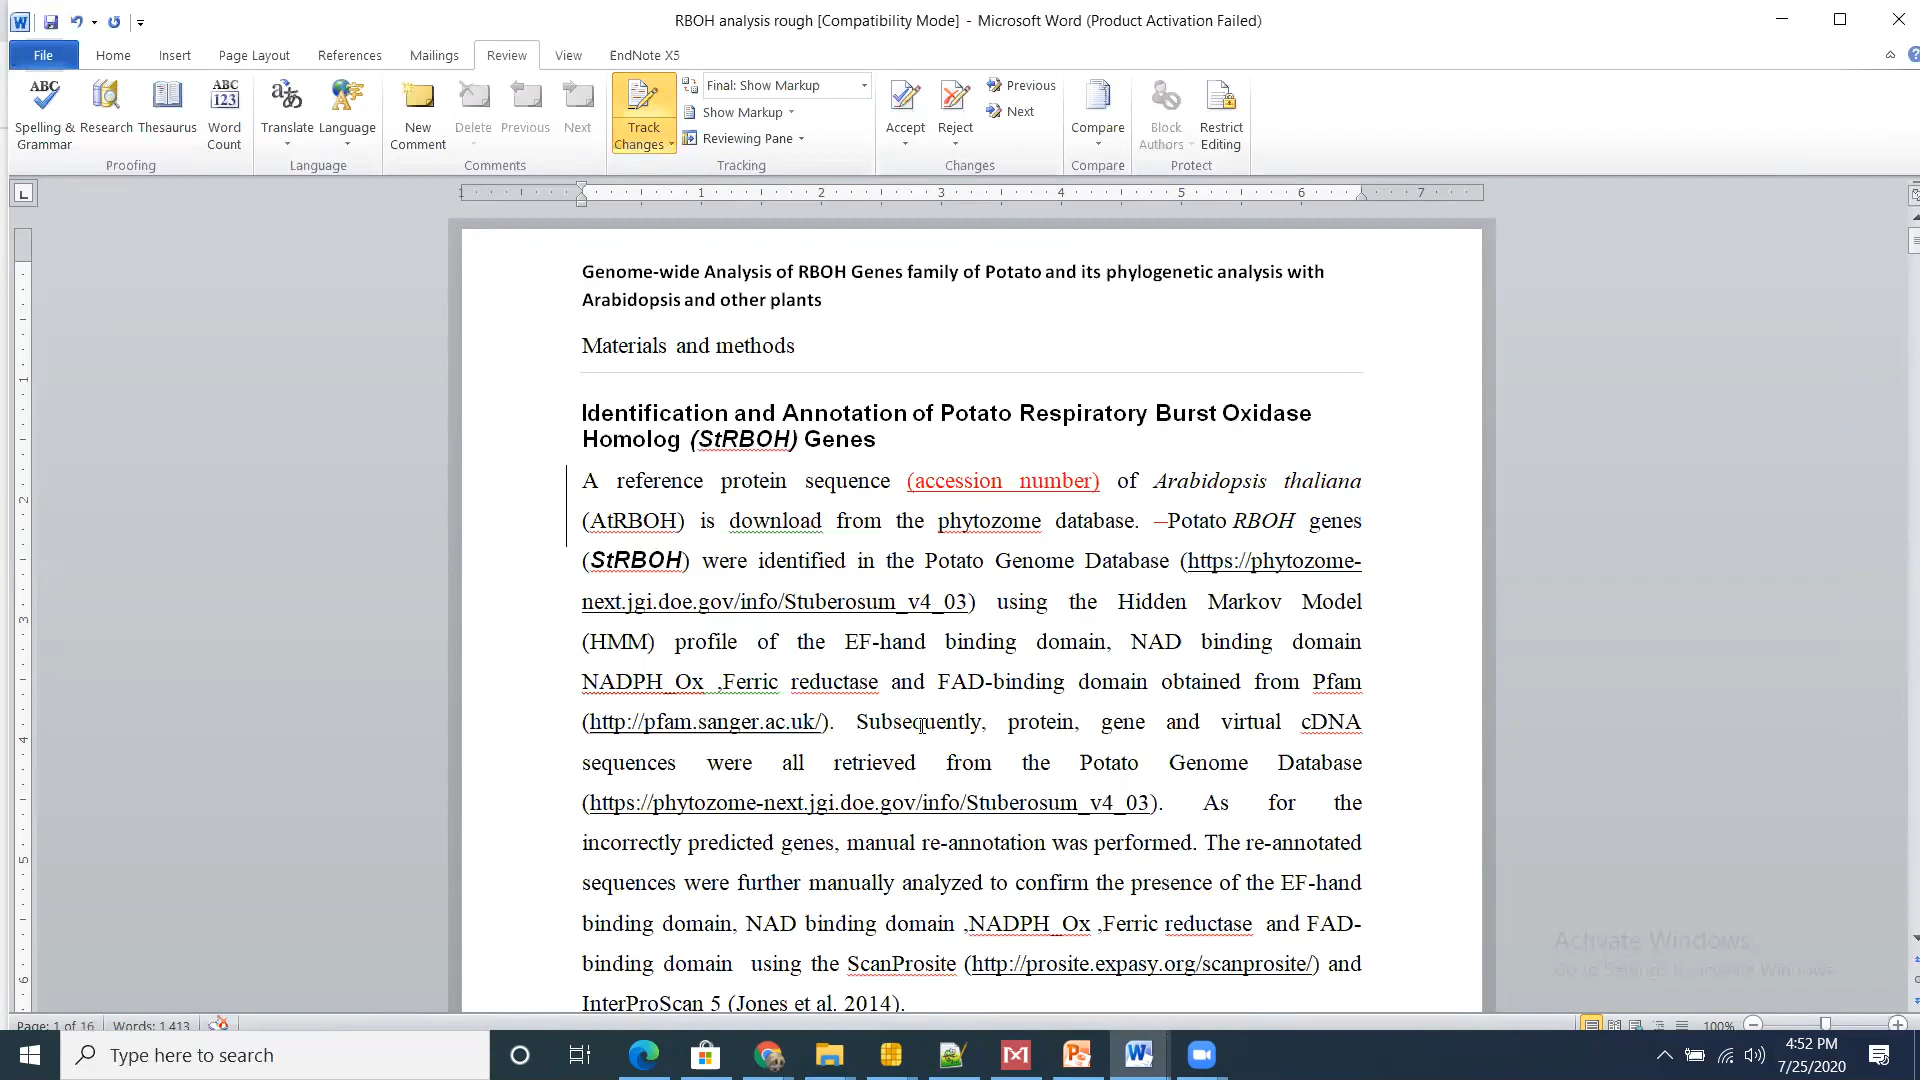 RBOH analysis rough [Compatibility Mode] - Microsoft Word (Product Activation Failed)
File Home Insert Page Layout References Mailings Review View EndNote X5
Spelling & Grammar
Research
Thesaurus
Word Count
Proofing
Translate
Language
Language
New Comment
Delete
Previous
Next
Comments
Track Changes
Final: Show Markup
Show Markup
Reviewing Pane
Tracking
Accept
Reject
Previous
Next
Changes
Compare
Compare
Block Authors
Restrict Editing
Protect
Genome-wide Analysis of RBOH Genes family of Potato and its phylogenetic analysis with
Arabidopsis and other plants
Materials and methods
Identification and Annotation of Potato Respiratory Burst Oxidase
Homolog (StRBOH) Genes
A reference protein sequence (accession number) of Arabidopsis thaliana
(AtRBOH) is download from the phytozome database. –Potato RBOH genes
(StRBOH) were identified in the Potato Genome Database (https://phytozome-
next.jgi.doe.gov/info/Stuberosum_v4_03) using the Hidden Markov Model
(HMM) profile of the EF-hand binding domain, NAD binding domain
NADPH_Ox ,Ferric reductase and FAD-binding domain obtained from Pfam
(http://pfam.sanger.ac.uk/). Subsequently, protein, gene and virtual cDNA
sequences were all retrieved from the Potato Genome Database
(https://phytozome-next.jgi.doe.gov/info/Stuberosum_v4_03). As for the
incorrectly predicted genes, manual re-annotation was performed. The re-annotated
sequences were further manually analyzed to confirm the presence of the EF-hand
binding domain, NAD binding domain ,NADPH_Ox ,Ferric reductase and FAD-
binding domain using the ScanProsite (http://prosite.expasy.org/scanprosite/) and
InterProScan 5 (Jones et al. 2014).
Activate Windows
Go to Settings to activate Windows.
Page: 1 of 16 Words: 1,413
100%
Type here to search
4:52 PM
7/25/2020